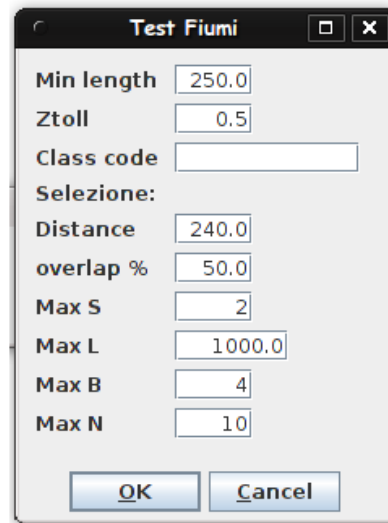 Test Fiumi
Min length 250.0
Ztoll 0.5
Class code
Selezione:
Distance 240.0
overlap % 50.0
Max S 2
Max L 1000.0
Max B 4
Max N 10
OK Cancel